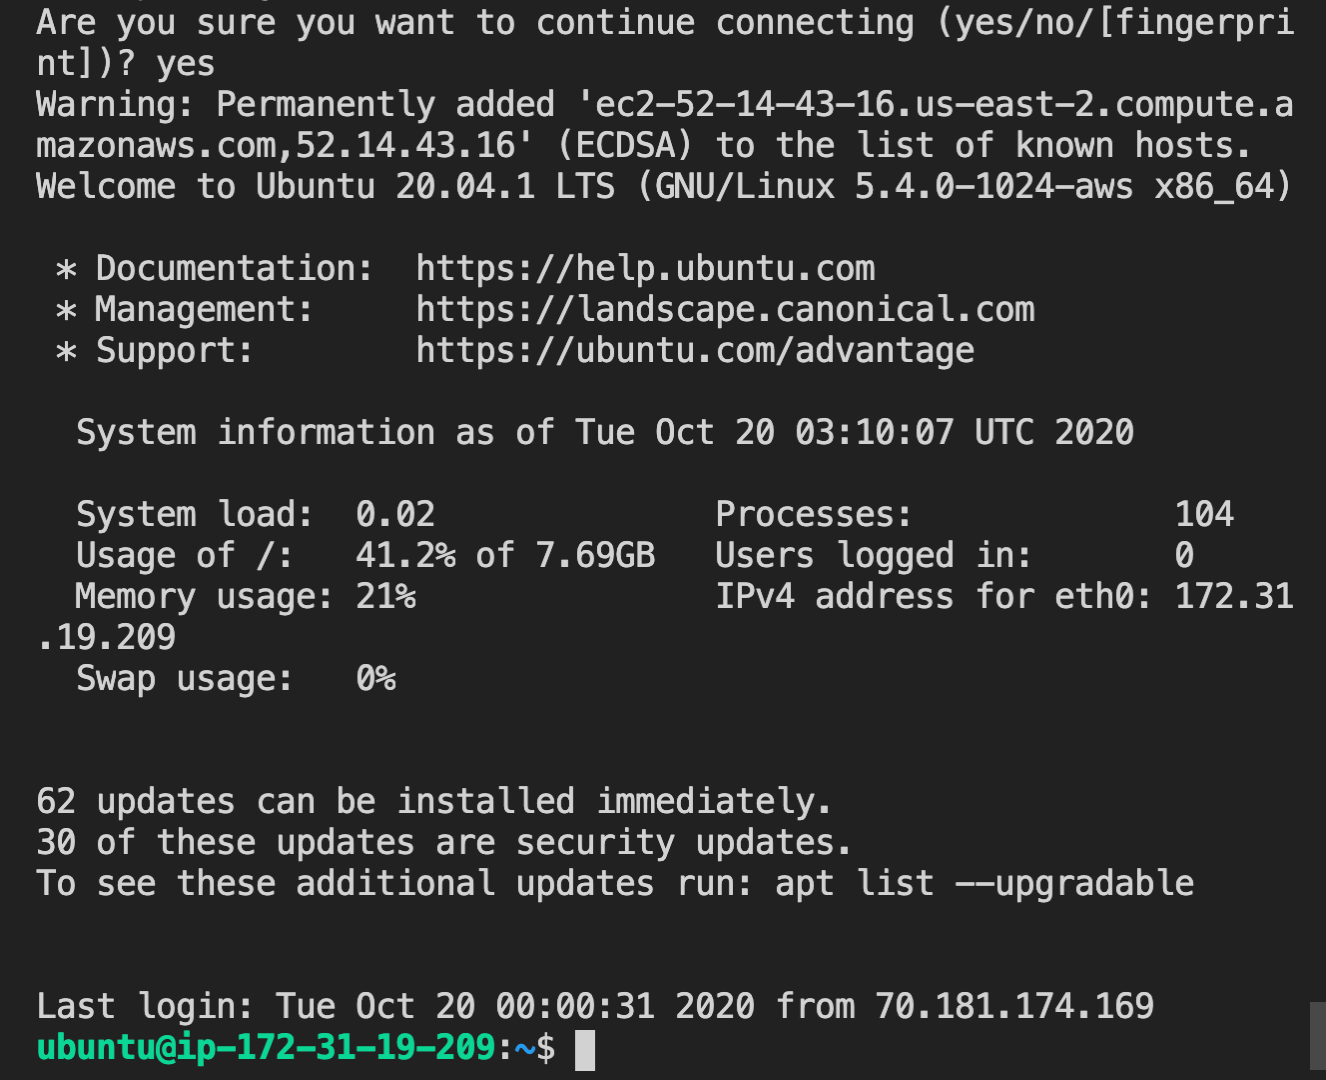 Are you sure you want to continue connecting (yes/no/[fingerpri
nt])? yes
Warning: Permanently added 'ec2-52-14-43-16.us-east-2.compute.a
mazonaws.com,52.14.43.16' (ECDSA) to the list of known hosts.
Welcome to Ubuntu 20.04.1 LTS (GNU/Linux 5.4.0-1024-aws x86_64)
 * Documentation:  https://help.ubuntu.com
 * Management:     https://landscape.canonical.com
 * Support:        https://ubuntu.com/advantage
  System information as of Tue Oct 20 03:10:07 UTC 2020
  System load:  0.02              Processes:             104
  Usage of /:   41.2% of 7.69GB   Users logged in:       0
  Memory usage: 21%               IPv4 address for eth0: 172.31
.19.209
  Swap usage:   0%
62 updates can be installed immediately.
30 of these updates are security updates.
To see these additional updates run: apt list --upgradable
Last login: Tue Oct 20 00:00:31 2020 from 70.181.174.169
ubuntu@ip-172-31-19-209:~$